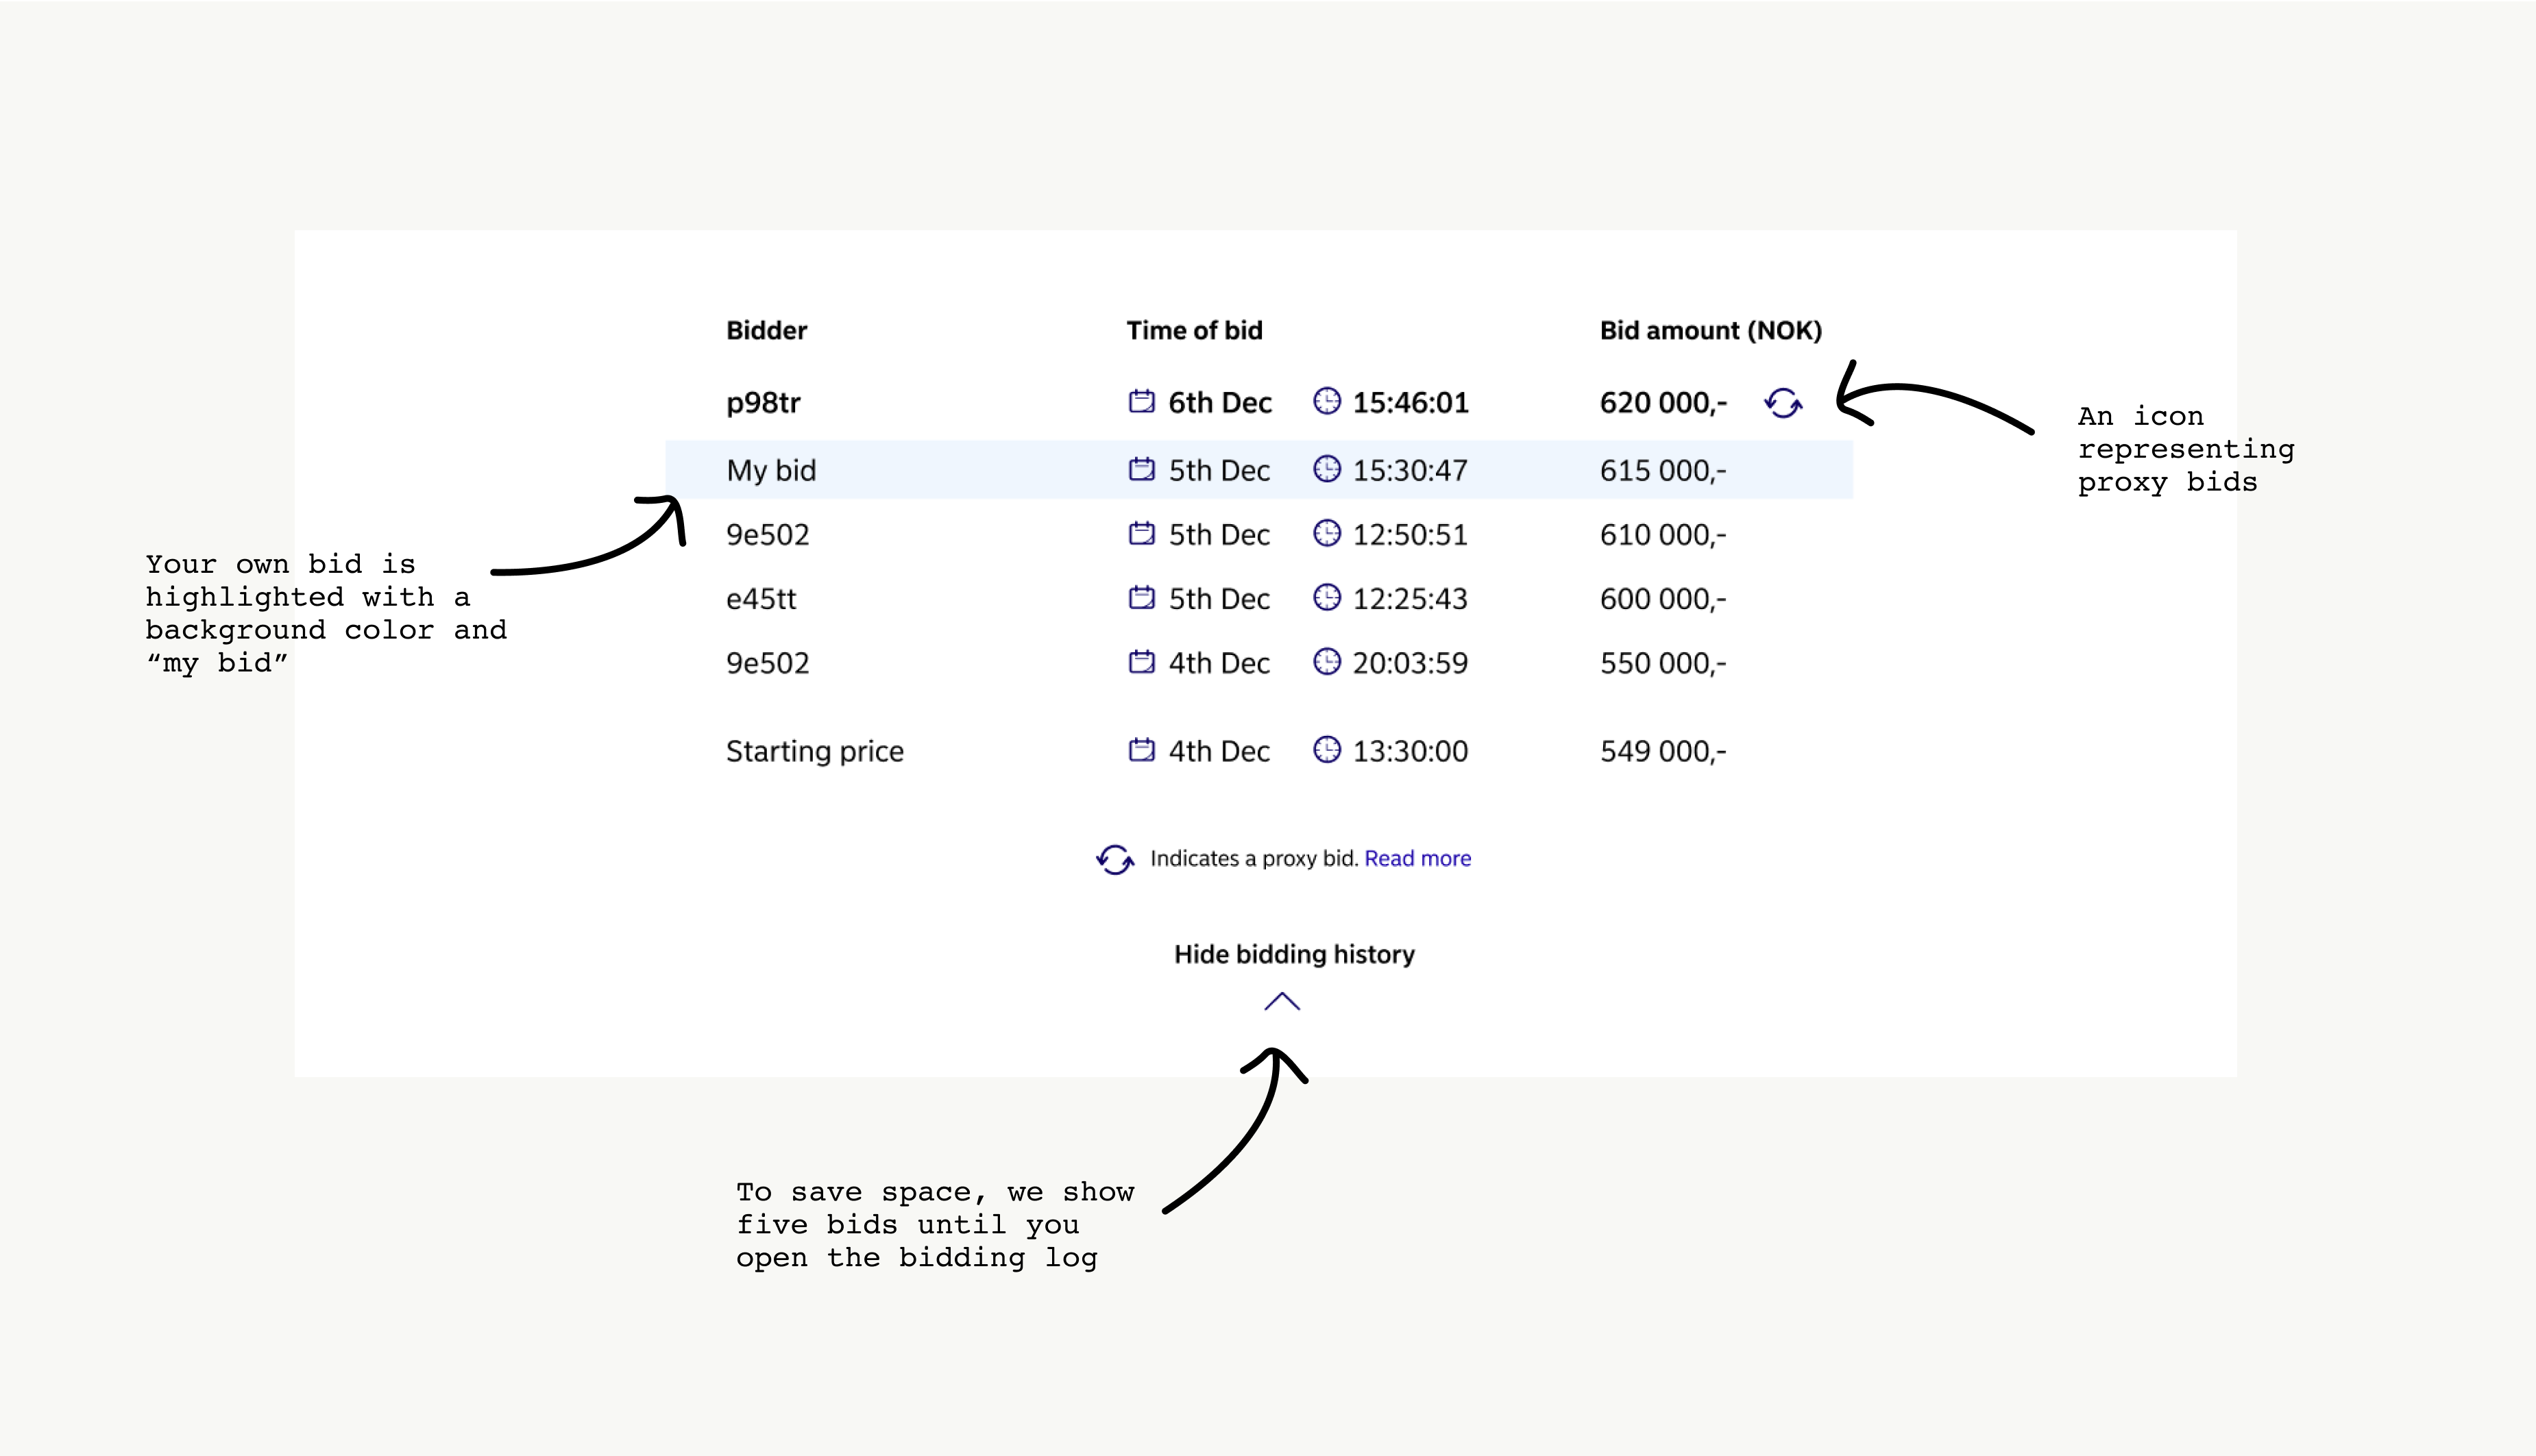 Bidder Time of bid Bid amount (NOK)
p98tr 6th Dec 15:46:01 620 000,-
My bid 5th Dec 15:30:47 615 000,-
9e502 5th Dec 12:50:51 610 000,-
e45tt 5th Dec 12:25:43 600 000,-
9e502 4th Dec 20:03:59 550 000,-
Starting price 4th Dec 13:30:00 549 000,-
Indicates a proxy bid. Read more
Hide bidding history
An icon
representing
proxy bids
Your own bid is
highlighted with a
background color and
“my bid”
To save space, we show
five bids until you
open the bidding log